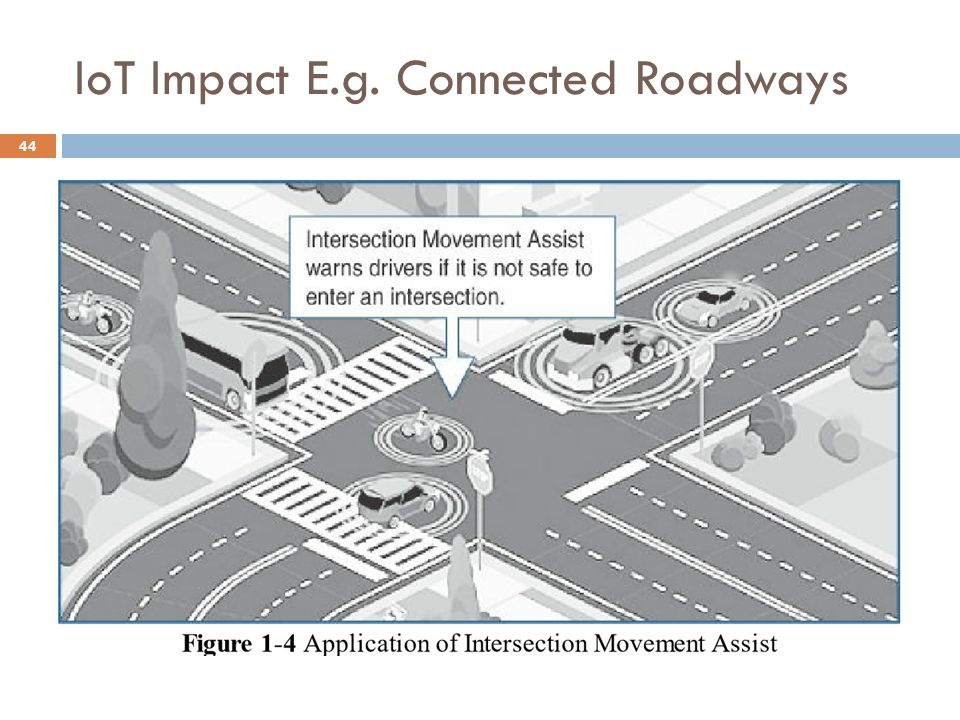 IoT Impact E.g. Connected Roadways
44
Intersection Movement Assist
warns drivers if it is not safe to
enter an intersection.
Figure 1-4 Application of Intersection Movement Assist